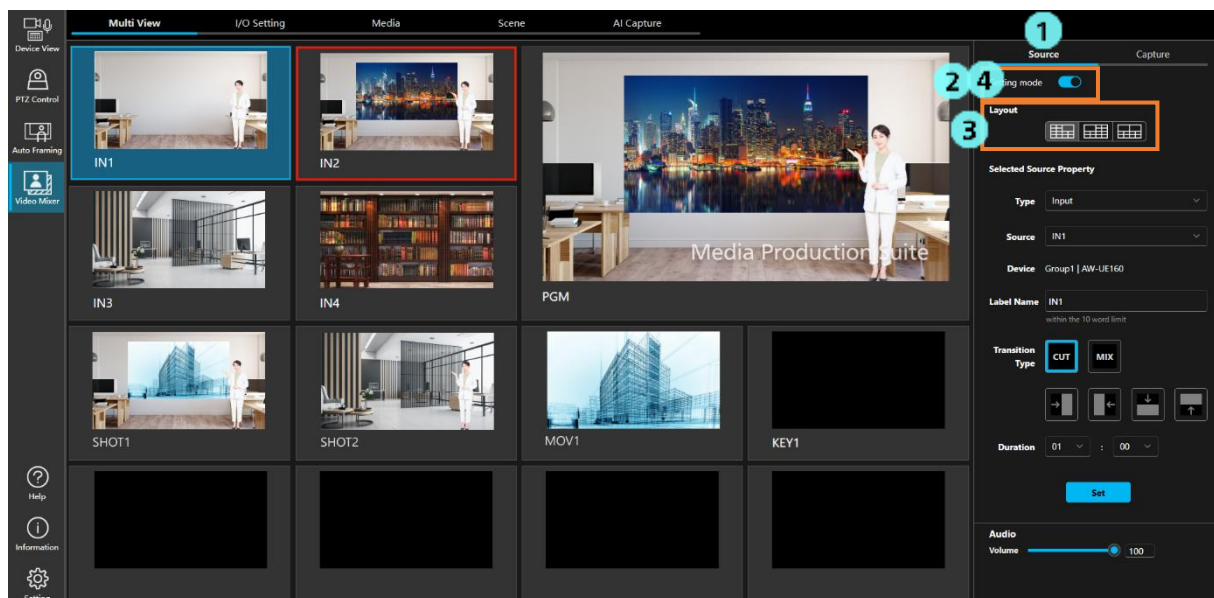 Multi View I/O Setting Media Scene AI Capture
Device View
PTZ Control
Auto Framing
Video Mixer
Help
Information
Setting
IN1
IN2
Media Production Suite
PGM
IN3
IN4
SHOT1
SHOT2
MOV1
KEY1
1
Source Capture
2 4
mode
3
Layout
Selected Source Property
Type Input
Source IN1
Device Group1 | AW-UE160
Label Name IN1
within the 10 word limit
Transition
Type
CUT MIX
Duration 01 : 00
Set
Audio
Volume 100